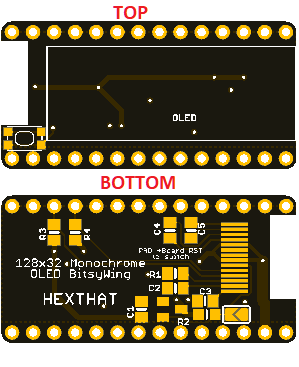 TOP
OLED
BOTTOM
R3 R4 C4 C5
PAD →Board RST
to switch
128x32 Monochrome
OLED BitsyWing
R1
C2
HEXTHAT
C3
C1
R2